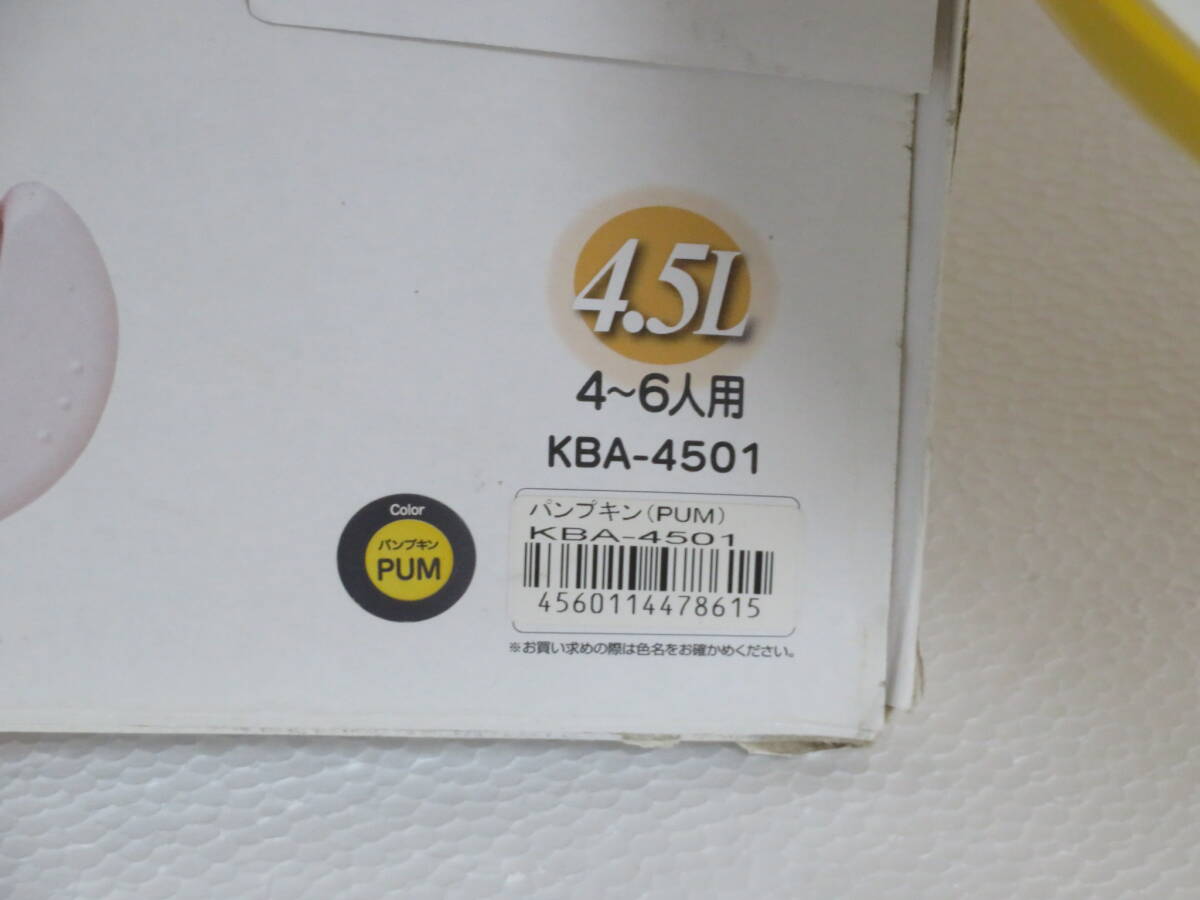 4.5L
4～6人用
KBA-4501
Color
パンプキン
PUM
パンプキン(PUM)
KBA-4501
4560114478615
※お買い求めの際は色名をお確かめください。